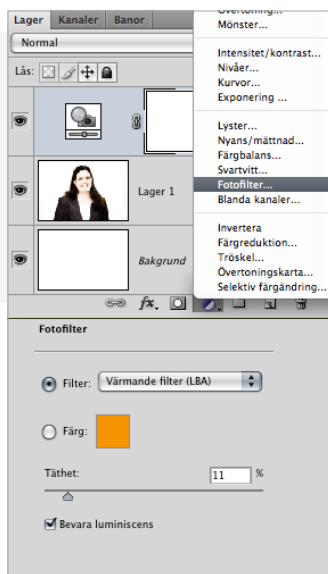 Lager Kanaler Banor
Normal
Lås:
Lager 1
Bakgrund
fx.
Mönster...
Intensitet/kontrast...
Nivåer...
Kurvor...
Exponering ...
Lyster...
Nyans/mättnad...
Färgbalans...
Svartvitt...
Fotofilter...
Blanda kanaler...
Invertera
Färgreduktion...
Tröskel...
Övertoningskarta...
Selektiv färgändring...
Fotofilter
Filter: Värmande filter (LBA)
Färg:
Täthet: 11 %
Bevara luminiscens